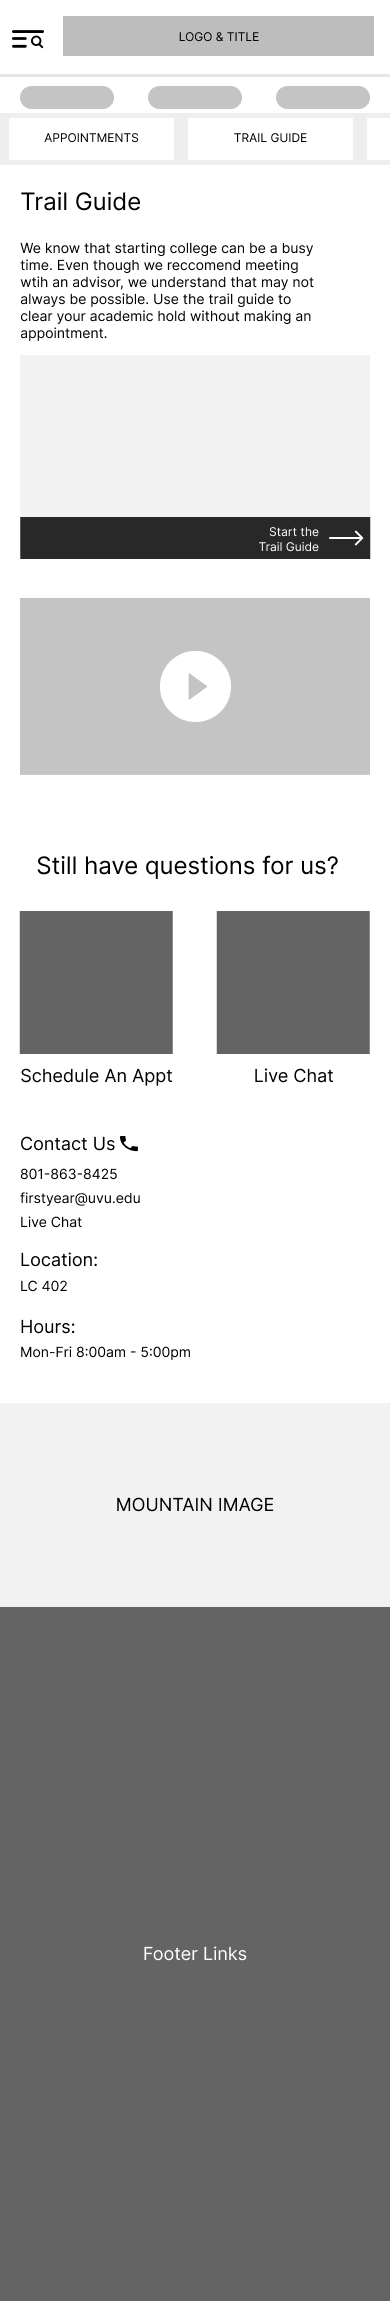 LOGO & TITLE
APPOINTMENTS
TRAIL GUIDE
Trail Guide
We know that starting college can be a busy
time. Even though we reccomend meeting
wtih an advisor, we understand that may not
always be possible. Use the trail guide to
clear your academic hold without making an
appointment.
Start the
Trail Guide
Still have questions for us?
Schedule An Appt
Live Chat
Contact Us
801-863-8425
firstyear@uvu.edu
Live Chat
Location:
LC 402
Hours:
Mon-Fri 8:00am - 5:00pm
MOUNTAIN IMAGE
Footer Links